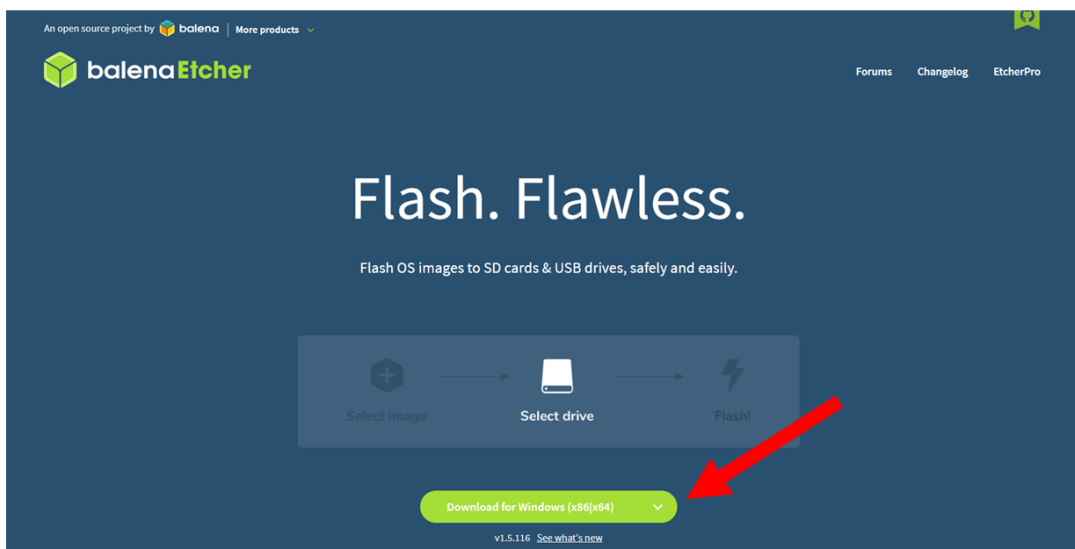 An open source project by balena | More products
balenaEtcher
Forums Changelog EtcherPro
Flash. Flawless.
Flash OS images to SD cards & USB drives, safely and easily.
Select image Select drive Flash!
Download for Windows (x86|x64)
v1.5.116 See what's new